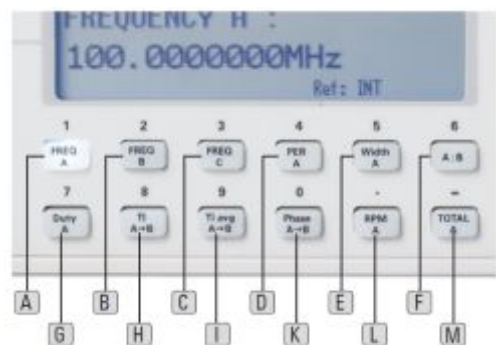 FREQUENCY A :
100.0000000MHz
Ref: INT
1 2 3 4 5 6
FREQ A FREQ B FREQ C PER A Width A A:B
7 8 9 0 . –
Duty A TI A→B TI avg A→B Phase A→B RPM A TOTAL A
A B C D E F
G H I K L M